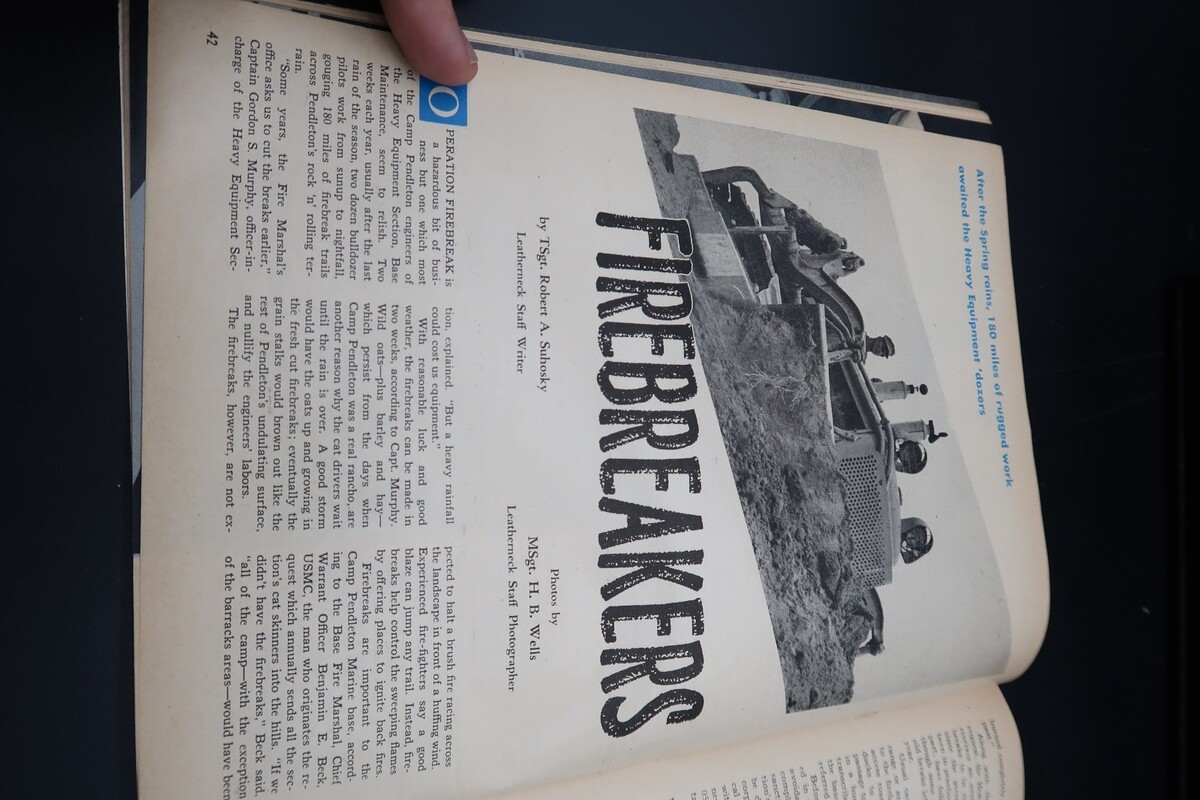 After the Spring rains, 180 miles of rugged work
awaited the Heavy Equipment 'dozers
FIREBREAKERS
by TSgt. Robert A. Suhosky
Leatherneck Staff Writer
Photos by
MSgt. H. B. Wells
Leatherneck Staff Photographer
OPERATION FIREBREAK is
a hazardous bit of busi-
ness but one which most
of the Camp Pendleton engineers of
the Heavy Equipment Section, Base
Maintenance, seem to relish. Two
weeks each year, usually after the last
rain of the season, two dozen bulldozer
pilots work from sunup to nightfall,
gouging 180 miles of firebreak trails
across Pendleton's rock 'n' rolling ter-
rain.
"Some years, the Fire Marshal's
office asks us to cut the breaks earlier,"
Captain Gordon S. Murphy, officer-in-
charge of the Heavy Equipment Sec-
tion, explained. "But a heavy rainfall
could cost us equipment."
With reasonable luck and good
weather, the firebreaks can be made in
two weeks, according to Capt. Murphy.
Wild oats—plus barley and hay—
which persist from the days when
Camp Pendleton was a real rancho, are
another reason why the cat drivers wait
until the rain is over. A good storm
would have the oats up and growing in
the fresh cut firebreaks; eventually the
grain stalks would brown out like the
rest of Pendleton's undulating surface,
and nullify the engineers' labors.
The firebreaks, however, are not ex-
pected to halt a brush fire racing across
the landscape in front of a huffing wind.
Experienced fire-fighters say a good
blaze can jump any trail. Instead, fire-
breaks help control the sweeping flames
by offering places to ignite back fires.
Firebreaks are important to the
Camp Pendleton Marine base, accord-
ing to the Base Fire Marshal, Chief
Warrant Officer Benjamin E. Beck,
USMC, the man who originates the re-
quest which annually sends all the sec-
tion's cat skinners into the hills. "If we
didn't have the firebreaks," Beck said,
"all of the camp—with the exception
of the barracks areas—would have been
42